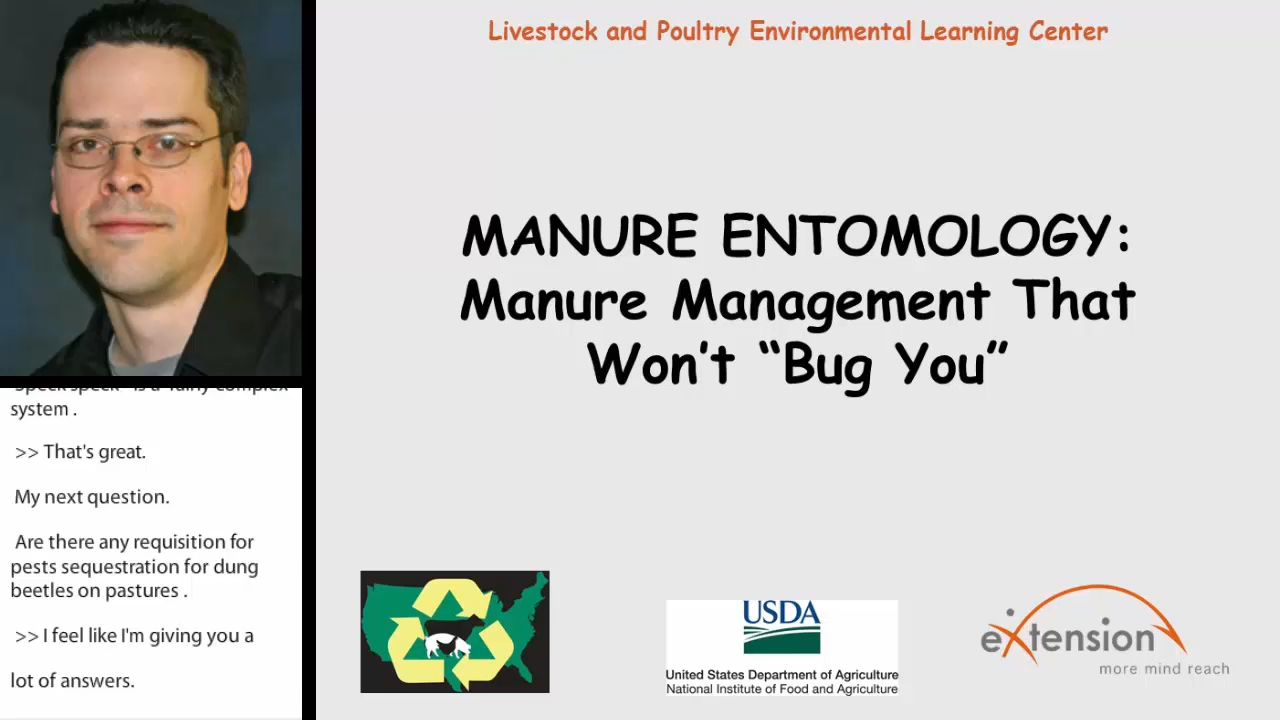 Livestock and Poultry Environmental Learning Center
MANURE ENTOMOLOGY:
Manure Management That
Won't “Bug You”
system .
>> That's great.
My next question.
Are there any requisition for
pests sequestration for dung
beetles on pastures .
>> I feel like I'm giving you a
lot of answers.
USDA
United States Department of Agriculture
National Institute of Food and Agriculture
eXtension
more mind reach